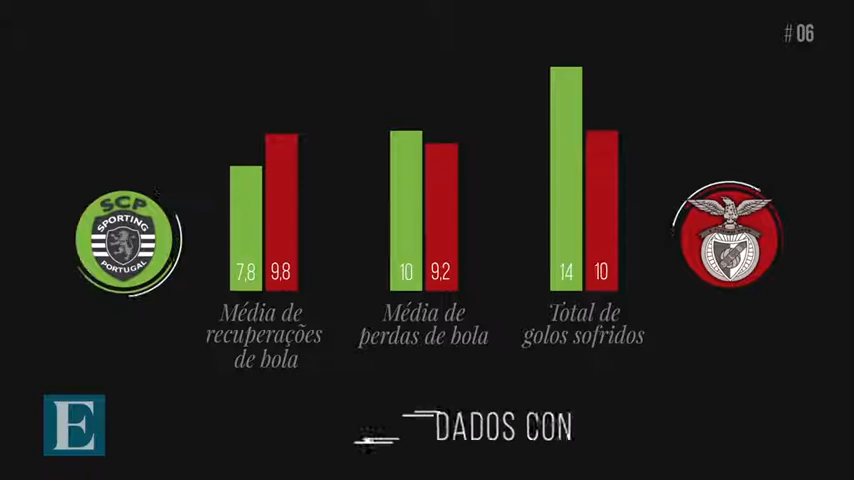 # 06
SCP
SPORTING
PORTUGAL
7,8
9,8
10
9,2
14
10
Média de
recuperações
de bola
Média de
perdas de bola
Total de
golos sofridos
E
DADOS CON